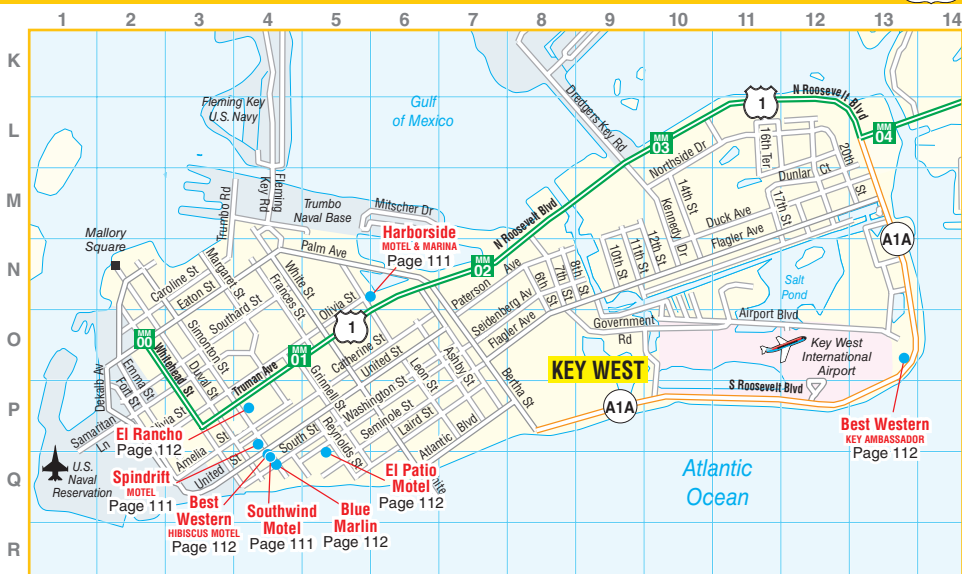 1 2 3 4 5 6 7 8 9 10 11 12 13 14
K
L
M
N
O
P
Q
R
Fleming Key
U.S. Navy
Gulf
of Mexico
Dredgers Key Rd
N Roosevelt Blvd
1
MM
04
MM
03
Northside Dr
16th Ter
20th St
Dunlar Ct
14th St
17th St
Kennedy Dr
Duck Ave
Flagler Ave
A1A
Trumbo Rd
Fleming
Key Rd
Trumbo
Naval Base
Mitscher Dr
Mallory
Square
Palm Ave
Harborside
MOTEL & MARINA
Page 111
N Roosevelt Blvd
MM
02
10th St
11th St
12th St
Caroline St
Eaton St
Margaret St
Southard St
White St
Frances St
Olivia St
Paterson Ave
6th St
7th St
8th St
Seidenberg Av
Flagler Ave
Salt
Pond
Airport Blvd
Government
Rd
Key West
International
Airport
MM
00
Whitehead St
Simonton St
Duval St
Truman Ave
MM
01
1
Catherine St
United St
Grinnell St
Leon St
Ashby St
Bertha St
KEY WEST
A1A
S Roosevelt Blvd
Dekalb Av
Emma St
Fort St
Olivia St
Samaritan
Ln
Amelia St
United St
South St
Washington St
Seminole St
Reynolds St
Laird St
Atlantic Blvd
El Rancho
Page 112
Spindrift
MOTEL
Page 111
Best
Western
HIBISCUS MOTEL
Page 112
Southwind
Motel
Page 111
Blue
Marlin
Page 112
El Patio
Motel
Page 112
Best Western
KEY AMBASSADOR
Page 112
U.S.
Naval
Reservation
Atlantic
Ocean